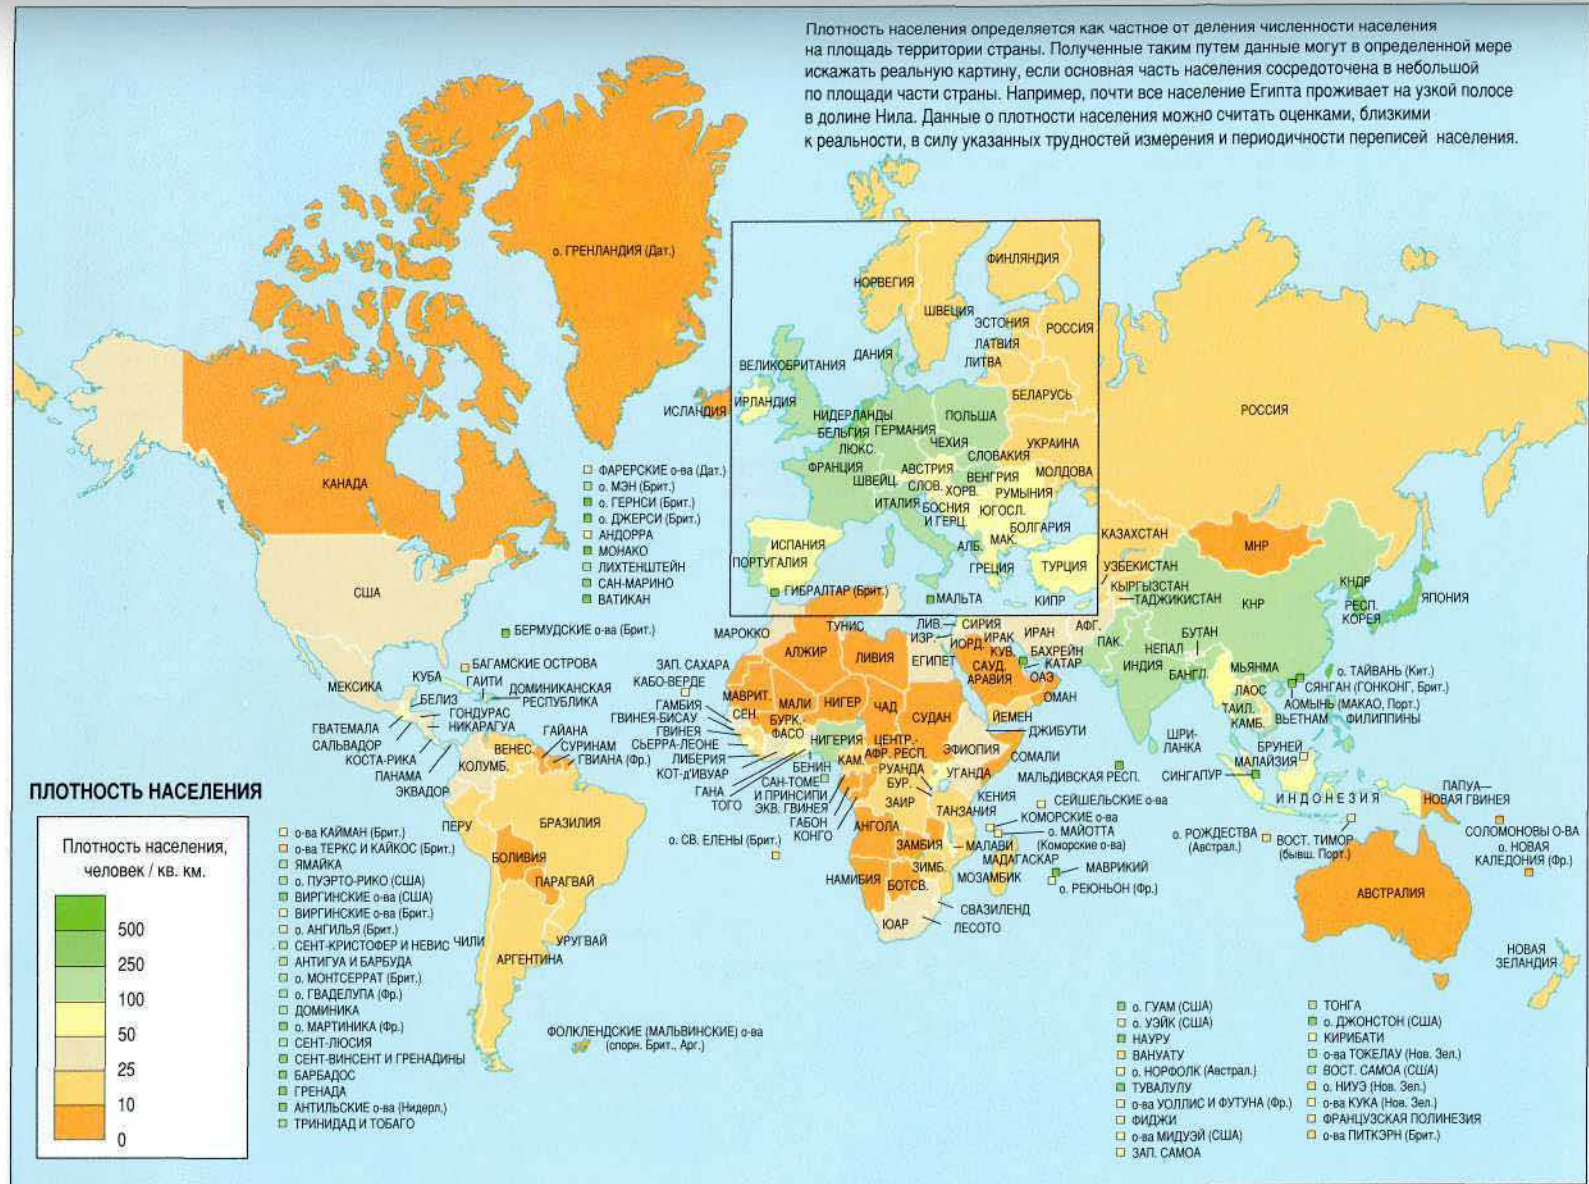 Плотность населения определяется как частное от деления численности населения
на площадь территории страны. Полученные таким путем данные могут в определенной мере
искажать реальную картину, если основная часть населения сосредоточена в небольшой
по площади части страны. Например, почти все население Египта проживает на узкой полосе
в долине Нила. Данные о плотности населения можно считать оценками, близкими
к реальности, в силу указанных трудностей измерения и периодичности переписей населения.
о. ГРЕНЛАНДИЯ (Дат.)
КАНАДА
США
МЕКСИКА
ИСЛАНДИЯ
ФИНЛЯНДИЯ
НОРВЕГИЯ
ШВЕЦИЯ
ЭСТОНИЯ
РОССИЯ
ЛАТВИЯ
ЛИТВА
ДАНИЯ
ВЕЛИКОБРИТАНИЯ
ИРЛАНДИЯ
БЕЛАРУСЬ
НИДЕРЛАНДЫ
ПОЛЬША
БЕЛЬГИЯ
ГЕРМАНИЯ
ЛЮКС.
ЧЕХИЯ
УКРАИНА
СЛОВАКИЯ
ФРАНЦИЯ
АВСТРИЯ
МОЛДОВА
ШВЕЙЦ.
ВЕНГРИЯ
СЛОВ.
ХОРВ.
РУМЫНИЯ
ИТАЛИЯ
БОСНИЯ
И ГЕРЦ.
ЮГОСЛ.
БОЛГАРИЯ
МАК.
АЛБ.
ИСПАНИЯ
ПОРТУГАЛИЯ
ГРЕЦИЯ
ТУРЦИЯ
ГИБРАЛТАР (Брит.)
МАЛЬТА
КИПР
ФАРЕРСКИЕ о-ва (Дат.)
о. МЭН (Брит.)
о. ГЕРНСИ (Брит.)
о. ДЖЕРСИ (Брит.)
АНДОРРА
МОНАКО
ЛИХТЕНШТЕЙН
САН-МАРИНО
ВАТИКАН
РОССИЯ
КАЗАХСТАН
МНР
УЗБЕКИСТАН
КЫРГЫЗСТАН
ТАДЖИКИСТАН
КНР
КНДР
РЕСП.
КОРЕЯ
ЯПОНИЯ
АФГ.
ПАК.
НЕПАЛ
БУТАН
ИНДИЯ
БАНГЛ.
МЬЯНМА
ЛАОС
ТАИЛ.
КАМБ.
ВЬЕТНАМ
о. ТАЙВАНЬ (Кит.)
СЯНГАН (ГОНКОНГ, Брит.)
АОМЫНЬ (МАКАО, Порт.)
ФИЛИППИНЫ
ШРИ-
ЛАНКА
БРУНЕЙ
МАЛАЙЗИЯ
СИНГАПУР
МАЛЬДИВСКАЯ РЕСП.
ИНДОНЕЗИЯ
ПАПУА—
НОВАЯ ГВИНЕЯ
СОЛОМОНОВЫ О-ВА
о. НОВАЯ
КАЛЕДОНИЯ (Фр.)
о. РОЖДЕСТВА
(Австрал.)
ВОСТ. ТИМОР
(бывш. Порт.)
АВСТРАЛИЯ
НОВАЯ
ЗЕЛАНДИЯ
ЛИВ.
СИРИЯ
ИЗР.
ИОРД.
ИРАК
ИРАН
КУВ.
БАХРЕЙН
КАТАР
САУД.
АРАВИЯ
ОАЭ
ОМАН
ЙЕМЕН
ДЖИБУТИ
МАРОККО
ТУНИС
АЛЖИР
ЛИВИЯ
ЕГИПЕТ
ЗАП. САХАРА
КАБО-ВЕРДЕ
МАВРИТ.
МАЛИ
НИГЕР
ЧАД
СУДАН
ГАМБИЯ
СЕН.
ГВИНЕЯ-БИСАУ
ГВИНЕЯ
БУРК.-
ФАСО
СЬЕРРА-ЛЕОНЕ
ЛИБЕРИЯ
КОТ-д'ИВУАР
ГАНА
ТОГО
БЕНИН
НИГЕРИЯ
КАМ.
ЦЕНТР.-
АФР. РЕСП.
ЭФИОПИЯ
СОМАЛИ
САН-ТОМЕ
И ПРИНСИПИ
ЭКВ. ГВИНЕЯ
ГАБОН
КОНГО
РУАНДА
БУР.
УГАНДА
КЕНИЯ
ЗАИР
ТАНЗАНИЯ
СЕЙШЕЛЬСКИЕ о-ва
КОМОРСКИЕ о-ва
о. МАЙОТТА
(Коморские о-ва)
АНГОЛА
ЗАМБИЯ
МАЛАВИ
МАДАГАСКАР
МОЗАМБИК
ЗИМБ.
НАМИБИЯ
БОТСВ.
МАВРИКИЙ
о. РЕЮНЬОН (Фр.)
ЮАР
СВАЗИЛЕНД
ЛЕСОТО
о. СВ. ЕЛЕНЫ (Брит.)
БЕРМУДСКИЕ о-ва (Брит.)
БАГАМСКИЕ ОСТРОВА
КУБА
ГАИТИ
ДОМИНИКАНСКАЯ
РЕСПУБЛИКА
БЕЛИЗ
ГОНДУРАС
НИКАРАГУА
ГВАТЕМАЛА
САЛЬВАДОР
КОСТА-РИКА
ПАНАМА
ЭКВАДОР
КОЛУМБ.
ВЕНЕС.
ГАЙАНА
СУРИНАМ
ГВИАНА (Фр.)
ПЕРУ
БРАЗИЛИЯ
БОЛИВИЯ
ПАРАГВАЙ
УРУГВАЙ
ЧИЛИ
АРГЕНТИНА
ФОЛКЛЕНДСКИЕ (МАЛЬВИНСКИЕ) о-ва
(спорн. Брит., Арг.)
ПЛОТНОСТЬ НАСЕЛЕНИЯ
Плотность населения,
человек / кв. км.
500
250
100
50
25
10
0
о-ва КАЙМАН (Брит.)
о-ва ТЕРКС И КАЙКОС (Брит.)
ЯМАЙКА
о. ПУЭРТО-РИКО (США)
ВИРГИНСКИЕ о-ва (США)
ВИРГИНСКИЕ о-ва (Брит.)
о. АНГИЛЬЯ (Брит.)
СЕНТ-КРИСТОФЕР И НЕВИС
АНТИГУА И БАРБУДА
о. МОНТСЕРРАТ (Брит.)
о. ГВАДЕЛУПА (Фр.)
ДОМИНИКА
о. МАРТИНИКА (Фр.)
СЕНТ-ЛЮСИЯ
СЕНТ-ВИНСЕНТ И ГРЕНАДИНЫ
БАРБАДОС
ГРЕНАДА
АНТИЛЬСКИЕ о-ва (Нидерл.)
ТРИНИДАД И ТОБАГО
о. ГУАМ (США)
о. УЭЙК (США)
НАУРУ
ВАНУАТУ
о. НОРФОЛК (Австрал.)
ТУВАЛУЛУ
о-ва УОЛЛИС И ФУТУНА (Фр.)
ФИДЖИ
о-ва МИДУЭЙ (США)
ЗАП. САМОА
ТОНГА
о. ДЖОНСТОН (США)
КИРИБАТИ
о-ва ТОКЕЛАУ (Нов. Зел.)
ВОСТ. САМОА (США)
о. НИУЭ (Нов. Зел.)
о-ва КУКА (Нов. Зел.)
ФРАНЦУЗСКАЯ ПОЛИНЕЗИЯ
о-ва ПИТКЭРН (Брит.)